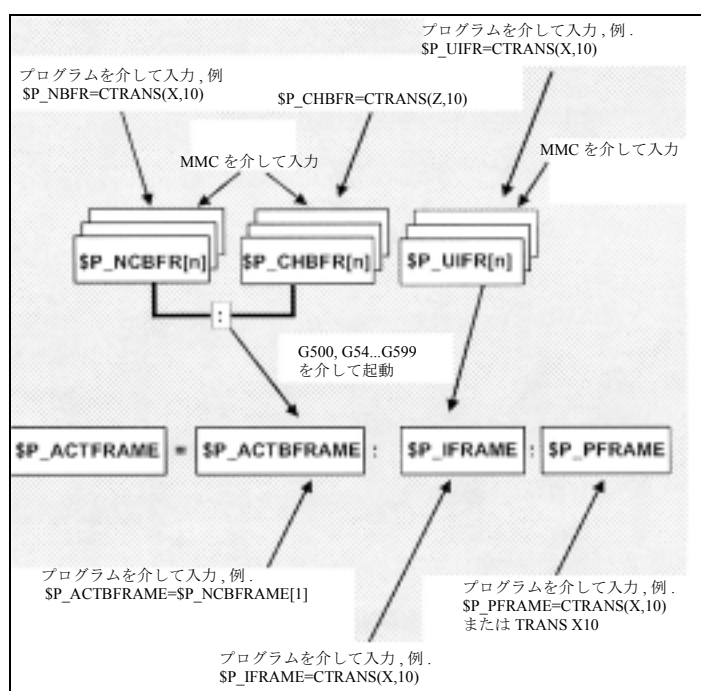 プログラムを介して入力 , 例 .
$P_UIFR=CTRANS(X,10)
プログラムを介して入力 , 例
$P_NBFR=CTRANS(X,10)
$P_CHBFR=CTRANS(Z,10)
MMC を介して入力
MMC を介して入力
$P_NCBFR[n]
$P_CHBFR[n]
$P_UIFR[n]
:
G500, G54...G599
を介して起動
$P_ACTFRAME = $P_ACTBFRAME : $P_IFRAME : $P_PFRAME
プログラムを介して入力 , 例 .
$P_ACTBFRAME=$P_NCBFRAME[1]
プログラムを介して入力 , 例 .
$P_PFRAME=CTRANS(X,10)
または TRANS X10
プログラムを介して入力 , 例 .
$P_IFRAME=CTRANS(X,10)